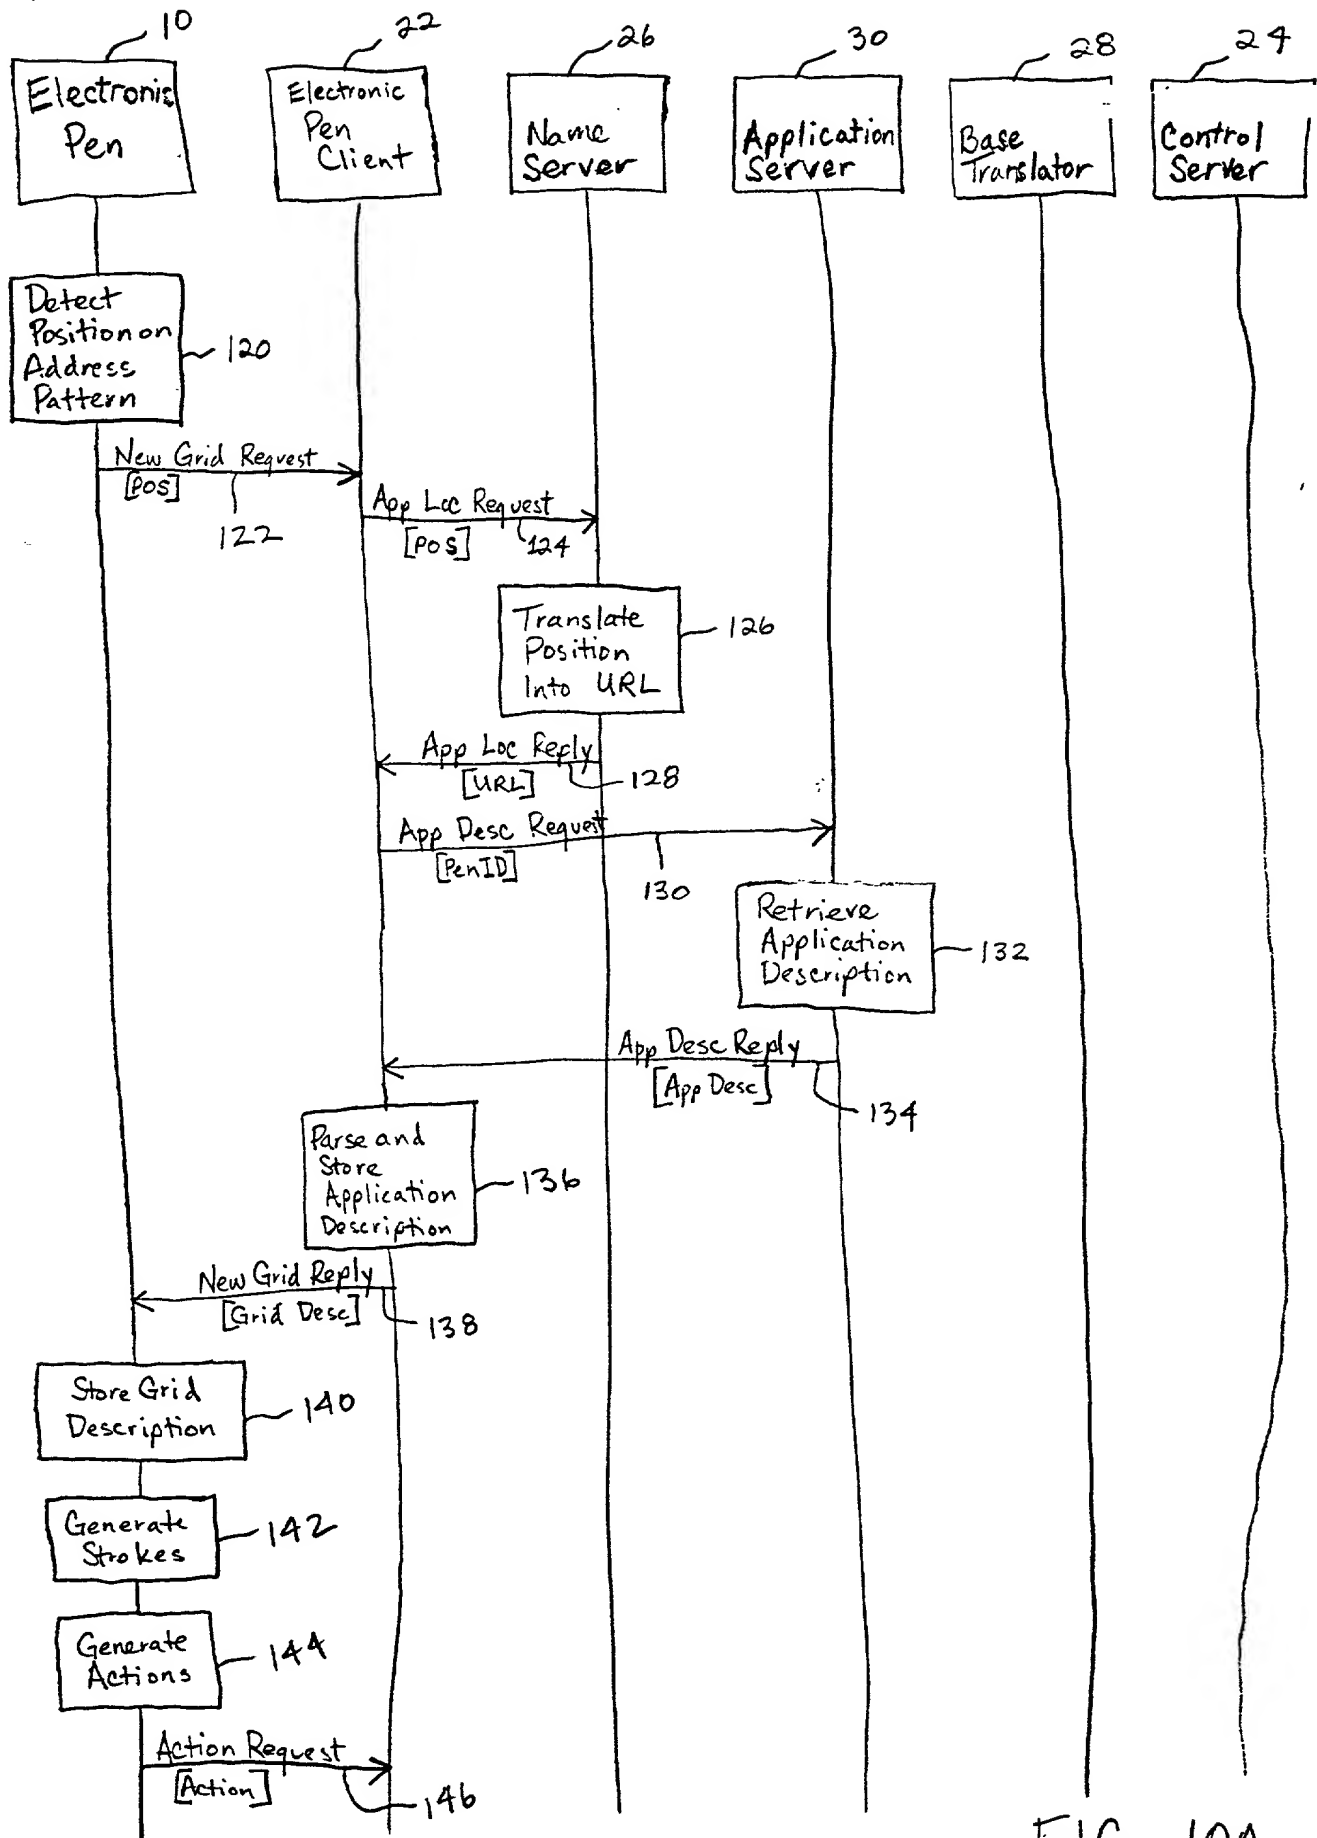 10
22
26
30
28
24
Electronic
Pen
Electronic
Pen
Client
Name
Server
Application
Server
Base
Translator
Control
Server
Detect
Position on
Address
Pattern
120
New Grid Request
[POS]
122
App Loc Request
[POS]
124
Translate
Position
Into URL
126
App Loc Reply
[URL]
128
App Desc Request
[PenID]
130
Retrieve
Application
Description
132
App Desc Reply
[App Desc]
134
Parse and
Store
Application
Description
136
New Grid Reply
[Grid Desc]
138
Store Grid
Description
140
Generate
Strokes
142
Generate
Actions
144
Action Request
[Action]
146
FIG. 10A